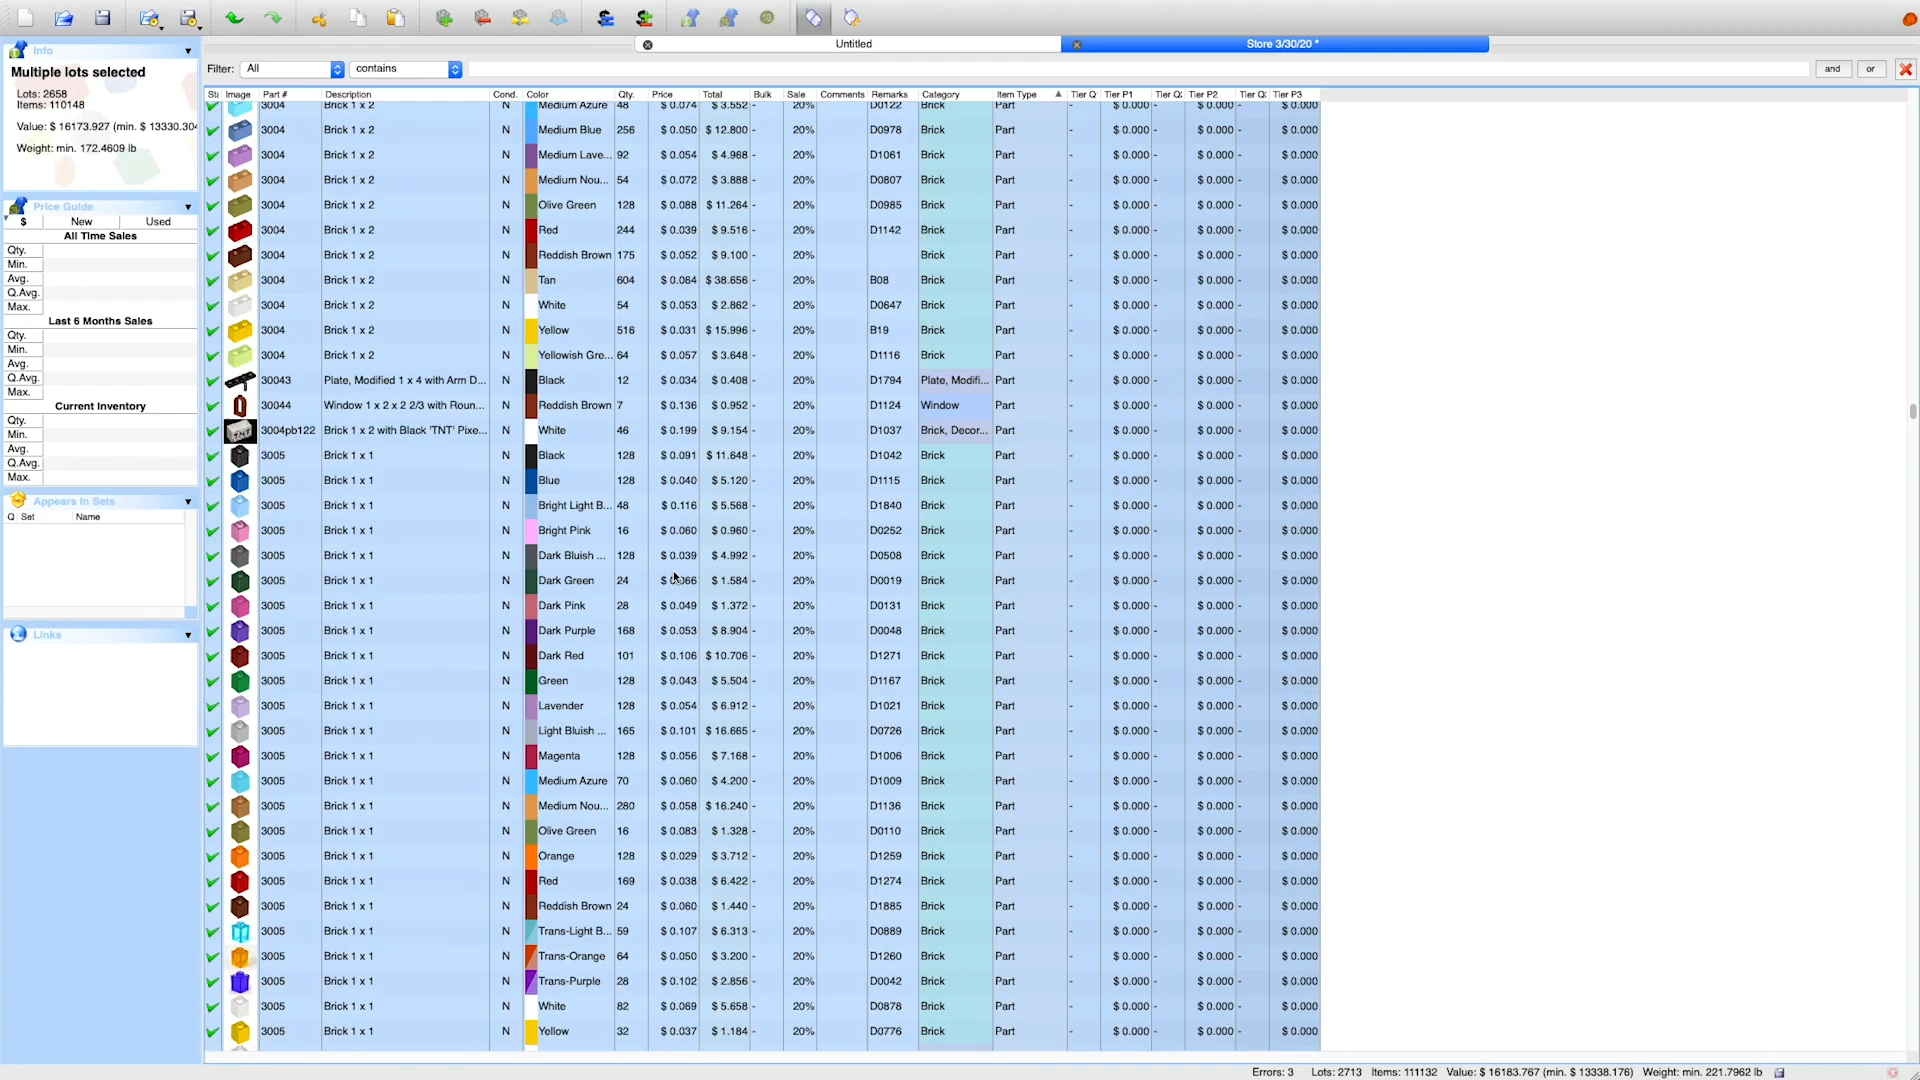 Untitled
Store 3/30/20 *
Info
Multiple lots selected
Lots: 2658
Items: 110148
Value: $ 16173.927 (min. $ 13330.304
Weight: min. 172.4609 lb
Price Guide
$ New Used
All Time Sales
Qty.
Min.
Avg.
Q.Avg.
Max.
Last 6 Months Sales
Qty.
Min.
Avg.
Q.Avg.
Max.
Current Inventory
Qty.
Min.
Avg.
Q.Avg.
Max.
Appears In Sets
Q Set Name
Links
Filter: All contains and or
Sta Image Part # Description Cond. Color Qty. Price Total Bulk Sale Comments Remarks Category Item Type Tier Q Tier P1 Tier Q: Tier P2 Tier Q: Tier P3
3004 Brick 1 x 2 N Medium Azure 48 $ 0.074 $ 3.552 - 20% D0122 Brick Part - $ 0.000 - $ 0.000 - $ 0.000
3004 Brick 1 x 2 N Medium Blue 256 $ 0.050 $ 12.800 - 20% D0978 Brick Part - $ 0.000 - $ 0.000 - $ 0.000
3004 Brick 1 x 2 N Medium Lave... 92 $ 0.054 $ 4.968 - 20% D1061 Brick Part - $ 0.000 - $ 0.000 - $ 0.000
3004 Brick 1 x 2 N Medium Nou... 54 $ 0.072 $ 3.888 - 20% D0807 Brick Part - $ 0.000 - $ 0.000 - $ 0.000
3004 Brick 1 x 2 N Olive Green 128 $ 0.088 $ 11.264 - 20% D0985 Brick Part - $ 0.000 - $ 0.000 - $ 0.000
3004 Brick 1 x 2 N Red 244 $ 0.039 $ 9.516 - 20% D1142 Brick Part - $ 0.000 - $ 0.000 - $ 0.000
3004 Brick 1 x 2 N Reddish Brown 175 $ 0.052 $ 9.100 - 20% Brick Part - $ 0.000 - $ 0.000 - $ 0.000
3004 Brick 1 x 2 N Tan 604 $ 0.064 $ 38.656 - 20% B08 Brick Part - $ 0.000 - $ 0.000 - $ 0.000
3004 Brick 1 x 2 N White 54 $ 0.053 $ 2.862 - 20% D0647 Brick Part - $ 0.000 - $ 0.000 - $ 0.000
3004 Brick 1 x 2 N Yellow 516 $ 0.031 $ 15.996 - 20% B19 Brick Part - $ 0.000 - $ 0.000 - $ 0.000
3004 Brick 1 x 2 N Yellowish Gre... 64 $ 0.057 $ 3.648 - 20% D1116 Brick Part - $ 0.000 - $ 0.000 - $ 0.000
30043 Plate, Modified 1 x 4 with Arm D... N Black 12 $ 0.034 $ 0.408 - 20% D1794 Plate, Modifi... Part - $ 0.000 - $ 0.000 - $ 0.000
30044 Window 1 x 2 x 2 2/3 with Roun... N Reddish Brown 7 $ 0.136 $ 0.952 - 20% D1124 Window Part - $ 0.000 - $ 0.000 - $ 0.000
3004pb122 Brick 1 x 2 with Black 'TNT' Pixe... N White 46 $ 0.199 $ 9.154 - 20% D1037 Brick, Decor... Part - $ 0.000 - $ 0.000 - $ 0.000
3005 Brick 1 x 1 N Black 128 $ 0.091 $ 11.648 - 20% D1042 Brick Part - $ 0.000 - $ 0.000 - $ 0.000
3005 Brick 1 x 1 N Blue 128 $ 0.040 $ 5.120 - 20% D1115 Brick Part - $ 0.000 - $ 0.000 - $ 0.000
3005 Brick 1 x 1 N Bright Light B... 48 $ 0.116 $ 5.568 - 20% D1840 Brick Part - $ 0.000 - $ 0.000 - $ 0.000
3005 Brick 1 x 1 N Bright Pink 16 $ 0.060 $ 0.960 - 20% D0252 Brick Part - $ 0.000 - $ 0.000 - $ 0.000
3005 Brick 1 x 1 N Dark Bluish ... 128 $ 0.039 $ 4.992 - 20% D0508 Brick Part - $ 0.000 - $ 0.000 - $ 0.000
3005 Brick 1 x 1 N Dark Green 24 $ 0.066 $ 1.584 - 20% D0019 Brick Part - $ 0.000 - $ 0.000 - $ 0.000
3005 Brick 1 x 1 N Dark Pink 28 $ 0.049 $ 1.372 - 20% D0131 Brick Part - $ 0.000 - $ 0.000 - $ 0.000
3005 Brick 1 x 1 N Dark Purple 168 $ 0.053 $ 8.904 - 20% D0048 Brick Part - $ 0.000 - $ 0.000 - $ 0.000
3005 Brick 1 x 1 N Dark Red 101 $ 0.106 $ 10.706 - 20% D1271 Brick Part - $ 0.000 - $ 0.000 - $ 0.000
3005 Brick 1 x 1 N Green 128 $ 0.043 $ 5.504 - 20% D1167 Brick Part - $ 0.000 - $ 0.000 - $ 0.000
3005 Brick 1 x 1 N Lavender 128 $ 0.054 $ 6.912 - 20% D1021 Brick Part - $ 0.000 - $ 0.000 - $ 0.000
3005 Brick 1 x 1 N Light Bluish ... 165 $ 0.101 $ 16.665 - 20% D0726 Brick Part - $ 0.000 - $ 0.000 - $ 0.000
3005 Brick 1 x 1 N Magenta 128 $ 0.056 $ 7.168 - 20% D1006 Brick Part - $ 0.000 - $ 0.000 - $ 0.000
3005 Brick 1 x 1 N Medium Azure 70 $ 0.060 $ 4.200 - 20% D1009 Brick Part - $ 0.000 - $ 0.000 - $ 0.000
3005 Brick 1 x 1 N Medium Nou... 280 $ 0.058 $ 16.240 - 20% D1136 Brick Part - $ 0.000 - $ 0.000 - $ 0.000
3005 Brick 1 x 1 N Olive Green 16 $ 0.083 $ 1.328 - 20% D0110 Brick Part - $ 0.000 - $ 0.000 - $ 0.000
3005 Brick 1 x 1 N Orange 128 $ 0.029 $ 3.712 - 20% D1259 Brick Part - $ 0.000 - $ 0.000 - $ 0.000
3005 Brick 1 x 1 N Red 169 $ 0.038 $ 6.422 - 20% D1274 Brick Part - $ 0.000 - $ 0.000 - $ 0.000
3005 Brick 1 x 1 N Reddish Brown 24 $ 0.060 $ 1.440 - 20% D1885 Brick Part - $ 0.000 - $ 0.000 - $ 0.000
3005 Brick 1 x 1 N Trans-Light B... 59 $ 0.107 $ 6.313 - 20% D0889 Brick Part - $ 0.000 - $ 0.000 - $ 0.000
3005 Brick 1 x 1 N Trans-Orange 64 $ 0.050 $ 3.200 - 20% D1260 Brick Part - $ 0.000 - $ 0.000 - $ 0.000
3005 Brick 1 x 1 N Trans-Purple 28 $ 0.102 $ 2.856 - 20% D0042 Brick Part - $ 0.000 - $ 0.000 - $ 0.000
3005 Brick 1 x 1 N White 82 $ 0.069 $ 5.658 - 20% D0878 Brick Part - $ 0.000 - $ 0.000 - $ 0.000
3005 Brick 1 x 1 N Yellow 32 $ 0.037 $ 1.184 - 20% D0776 Brick Part - $ 0.000 - $ 0.000 - $ 0.000
Errors: 3 Lots: 2713 Items: 111132 Value: $ 16183.767 (min. $ 13338.176) Weight: min. 221.7962 lb